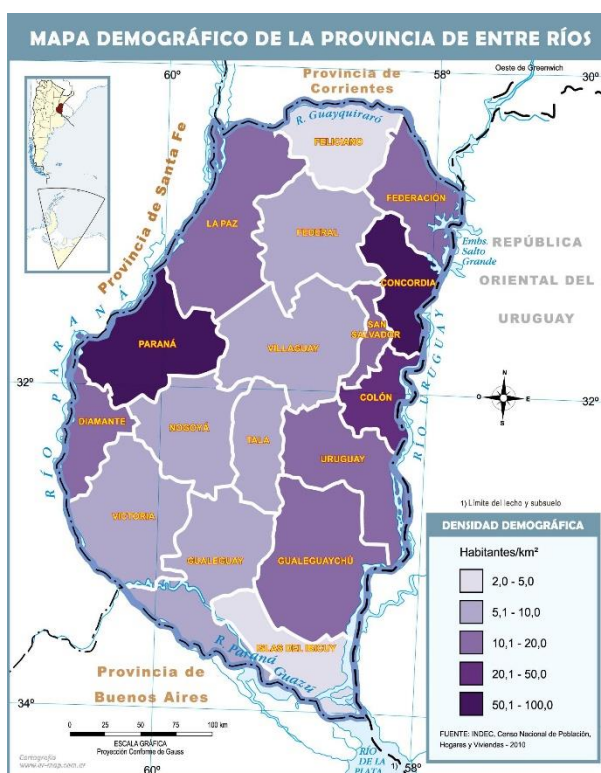 MAPA DEMOGRÁFICO DE LA PROVINCIA DE ENTRE RÍOS
60º
58º
Oeste de Greenwich
30º
Provincia de
Corrientes
R. Guayquiraró
FELICIANO
FEDERACIÓN
LA PAZ
FEDERAL
Provincia de Santa Fe
Embs.
Salto
Grande
REPÚBLICA
ORIENTAL DEL
URUGUAY
CONCORDIA
PARANÁ
SAN
SALVADOR
VILLAGUAY
RÍO PARANÁ
RÍO URUGUAY
32º
32º
COLÓN
DIAMANTE
NOGOYÁ
TALA
URUGUAY
N
O
E
S
VICTORIA
GUALEGUAY
GUALEGUAYCHÚ
1) Límite del lecho y subsuelo
DENSIDAD DEMOGRÁFICA
Habitantes/km²
2,0 - 5,0
5,1 - 10,0
10,1 - 20,0
20,1 - 50,0
50,1 - 100,0
FUENTE: INDEC. Censo Nacional de Población,
Hogares y Viviendas - 2010
ISLAS DEL IBICUY
R. Paraná Guazú
Provincia de
Buenos Aires
34º
0 25 50 75 100 km
ESCALA GRÁFICA
Proyección Conforme de Gauss
Cartografía
60º
RÍO
DE LA
PLATA
1)
58º